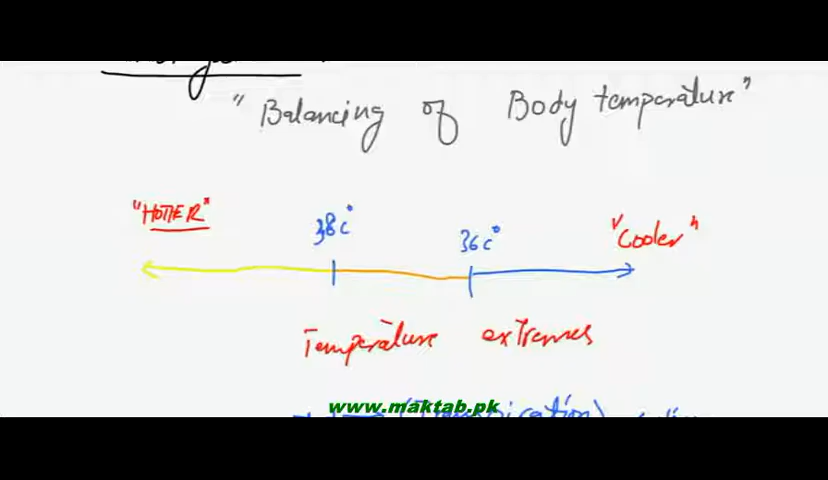 "Balancing of Body temperature"
"HOTTER" 38c° 36c° "Cooler"
Temperature extremes
www.maktab.pk